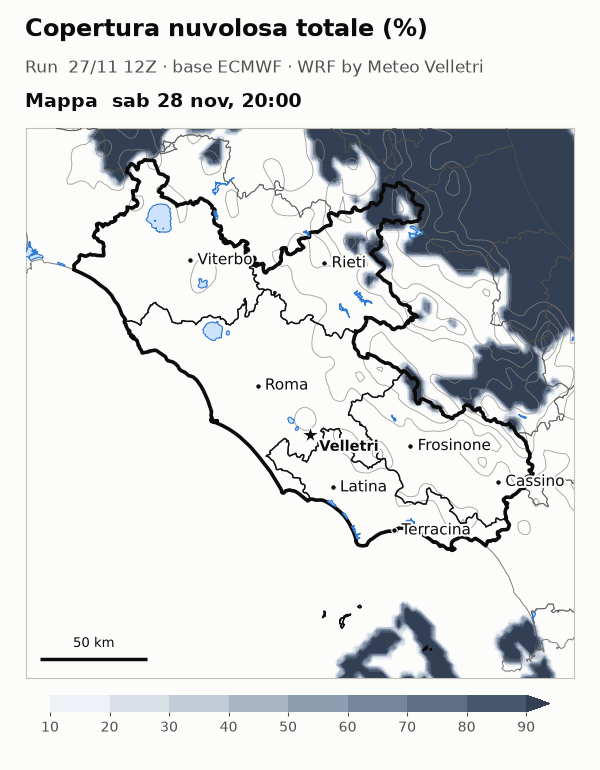 Copertura nuvolosa totale (%)
Run  27/11 12Z · base ECMWF · WRF by Meteo Velletri
Mappa  sab 28 nov, 20:00
Viterbo
Rieti
Roma
Velletri
Frosinone
Latina
Cassino
Terracina
50 km
10 20 30 40 50 60 70 80 90